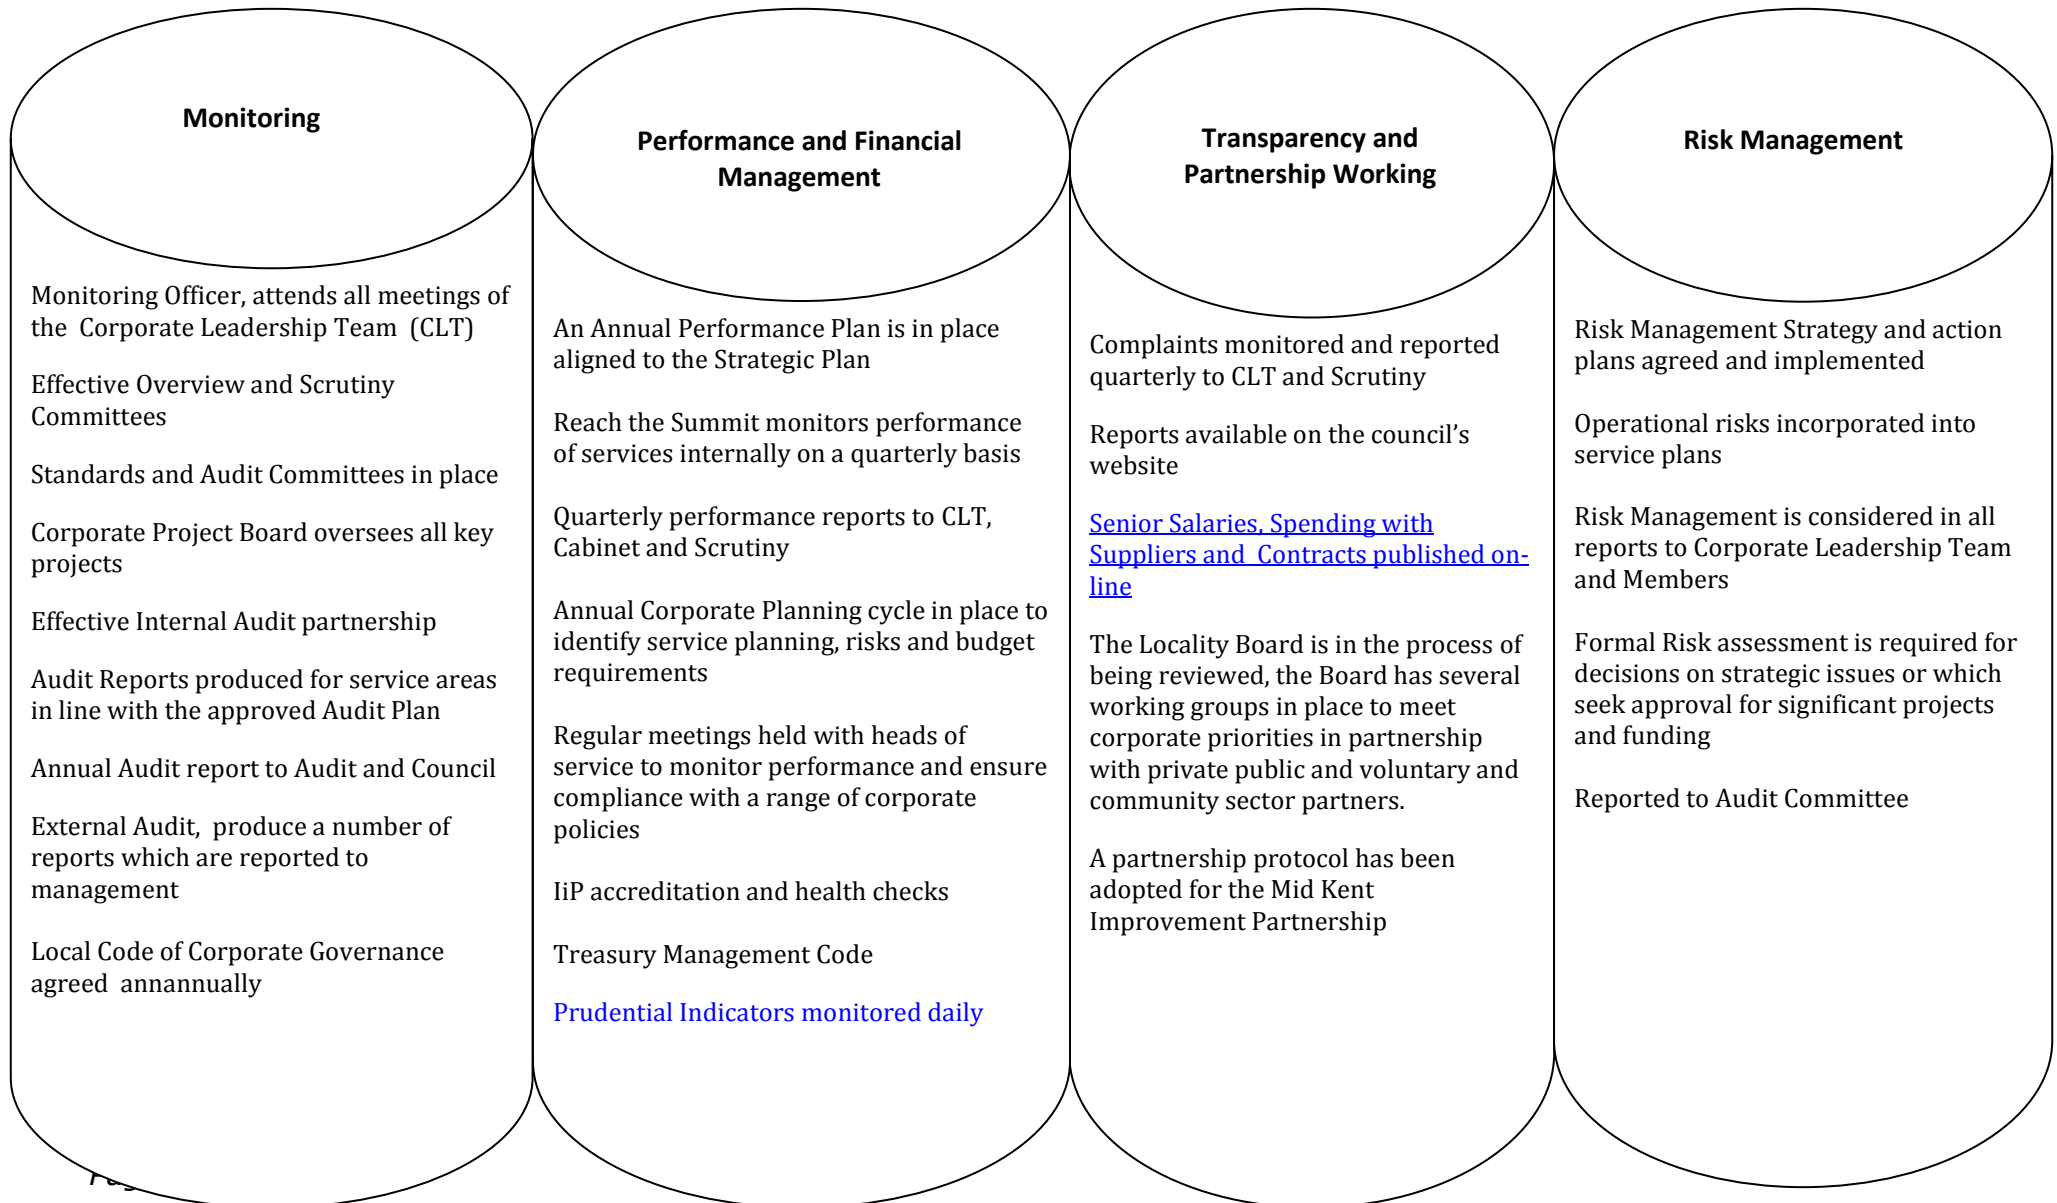 Monitoring
Monitoring Officer, attends all meetings of
the  Corporate Leadership Team  (CLT)
Effective Overview and Scrutiny
Committees
Standards and Audit Committees in place
Corporate Project Board oversees all key
projects
Effective Internal Audit partnership
Audit Reports produced for service areas
in line with the approved Audit Plan
Annual Audit report to Audit and Council
External Audit,  produce a number of
reports which are reported to
management
Local Code of Corporate Governance
agreed  annannually
Performance and Financial
Management
An Annual Performance Plan is in place
aligned to the Strategic Plan
Reach the Summit monitors performance
of services internally on a quarterly basis
Quarterly performance reports to CLT,
Cabinet and Scrutiny
Annual Corporate Planning cycle in place to
identify service planning, risks and budget
requirements
Regular meetings held with heads of
service to monitor performance and ensure
compliance with a range of corporate
policies
IiP accreditation and health checks
Treasury Management Code
Prudential Indicators monitored daily
Transparency and
Partnership Working
Complaints monitored and reported
quarterly to CLT and Scrutiny
Reports available on the council’s
website
Senior Salaries, Spending with
Suppliers and  Contracts published on-
line
The Locality Board is in the process of
being reviewed, the Board has several
working groups in place to meet
corporate priorities in partnership
with private public and voluntary and
community sector partners.
A partnership protocol has been
adopted for the Mid Kent
Improvement Partnership
Risk Management
Risk Management Strategy and action
plans agreed and implemented
Operational risks incorporated into
service plans
Risk Management is considered in all
reports to Corporate Leadership Team
and Members
Formal Risk assessment is required for
decisions on strategic issues or which
seek approval for significant projects
and funding
Reported to Audit Committee